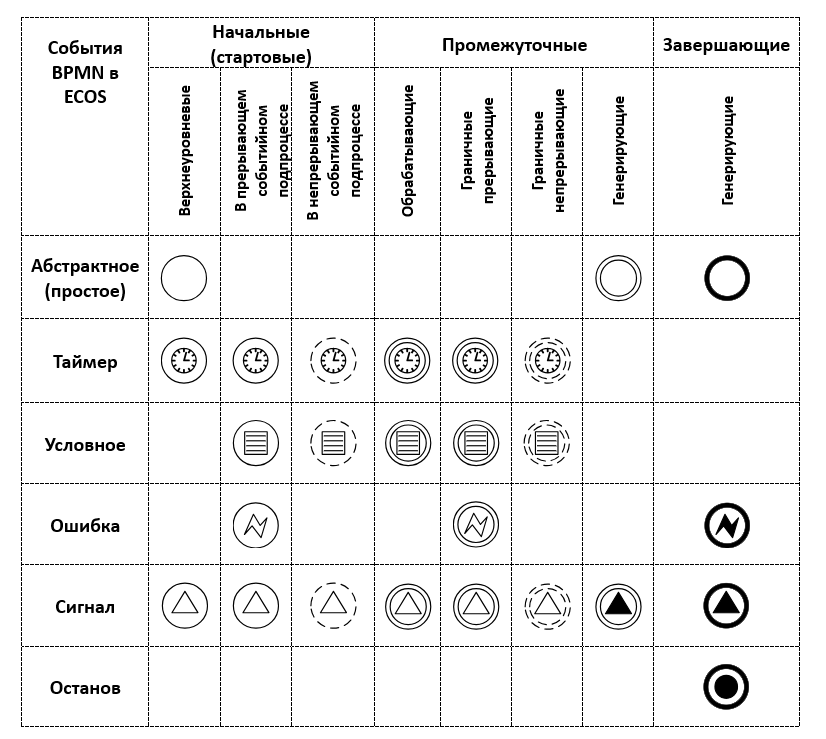 События
BPMN в
ECOS
Начальные
(стартовые)
Промежуточные
Завершающие
Верхнеуровневые
В прерывающем
событийном
подпроцессе
В непрерывающем
событийном
подпроцессе
Обрабатывающие
Граничные
прерывающие
Граничные
непрерывающие
Генерирующие
Генерирующие
Абстрактное
(простое)
Таймер
Условное
Ошибка
Сигнал
Останов